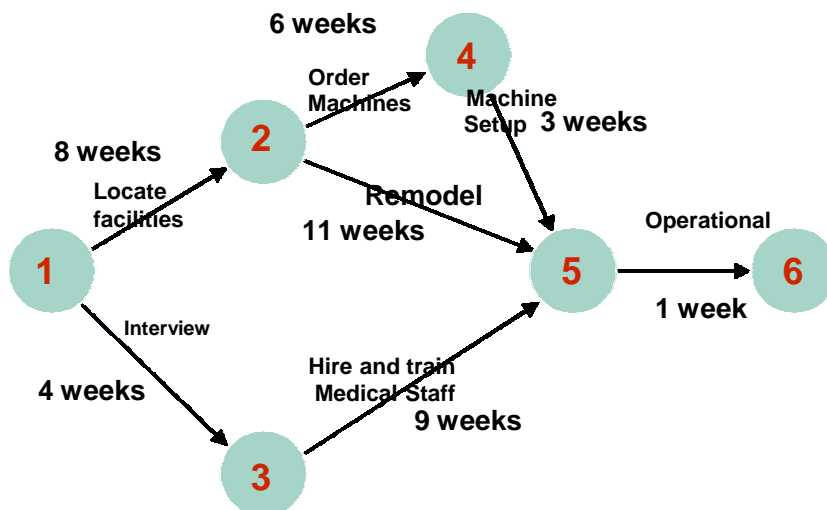 6 weeks
4
Order
Machines
Machine
Setup
3 weeks
2
8 weeks
Locate
facilities
Remodel
11 weeks
Operational
1
5
6
1 week
Interview
Hire and train
Medical Staff
4 weeks
9 weeks
3